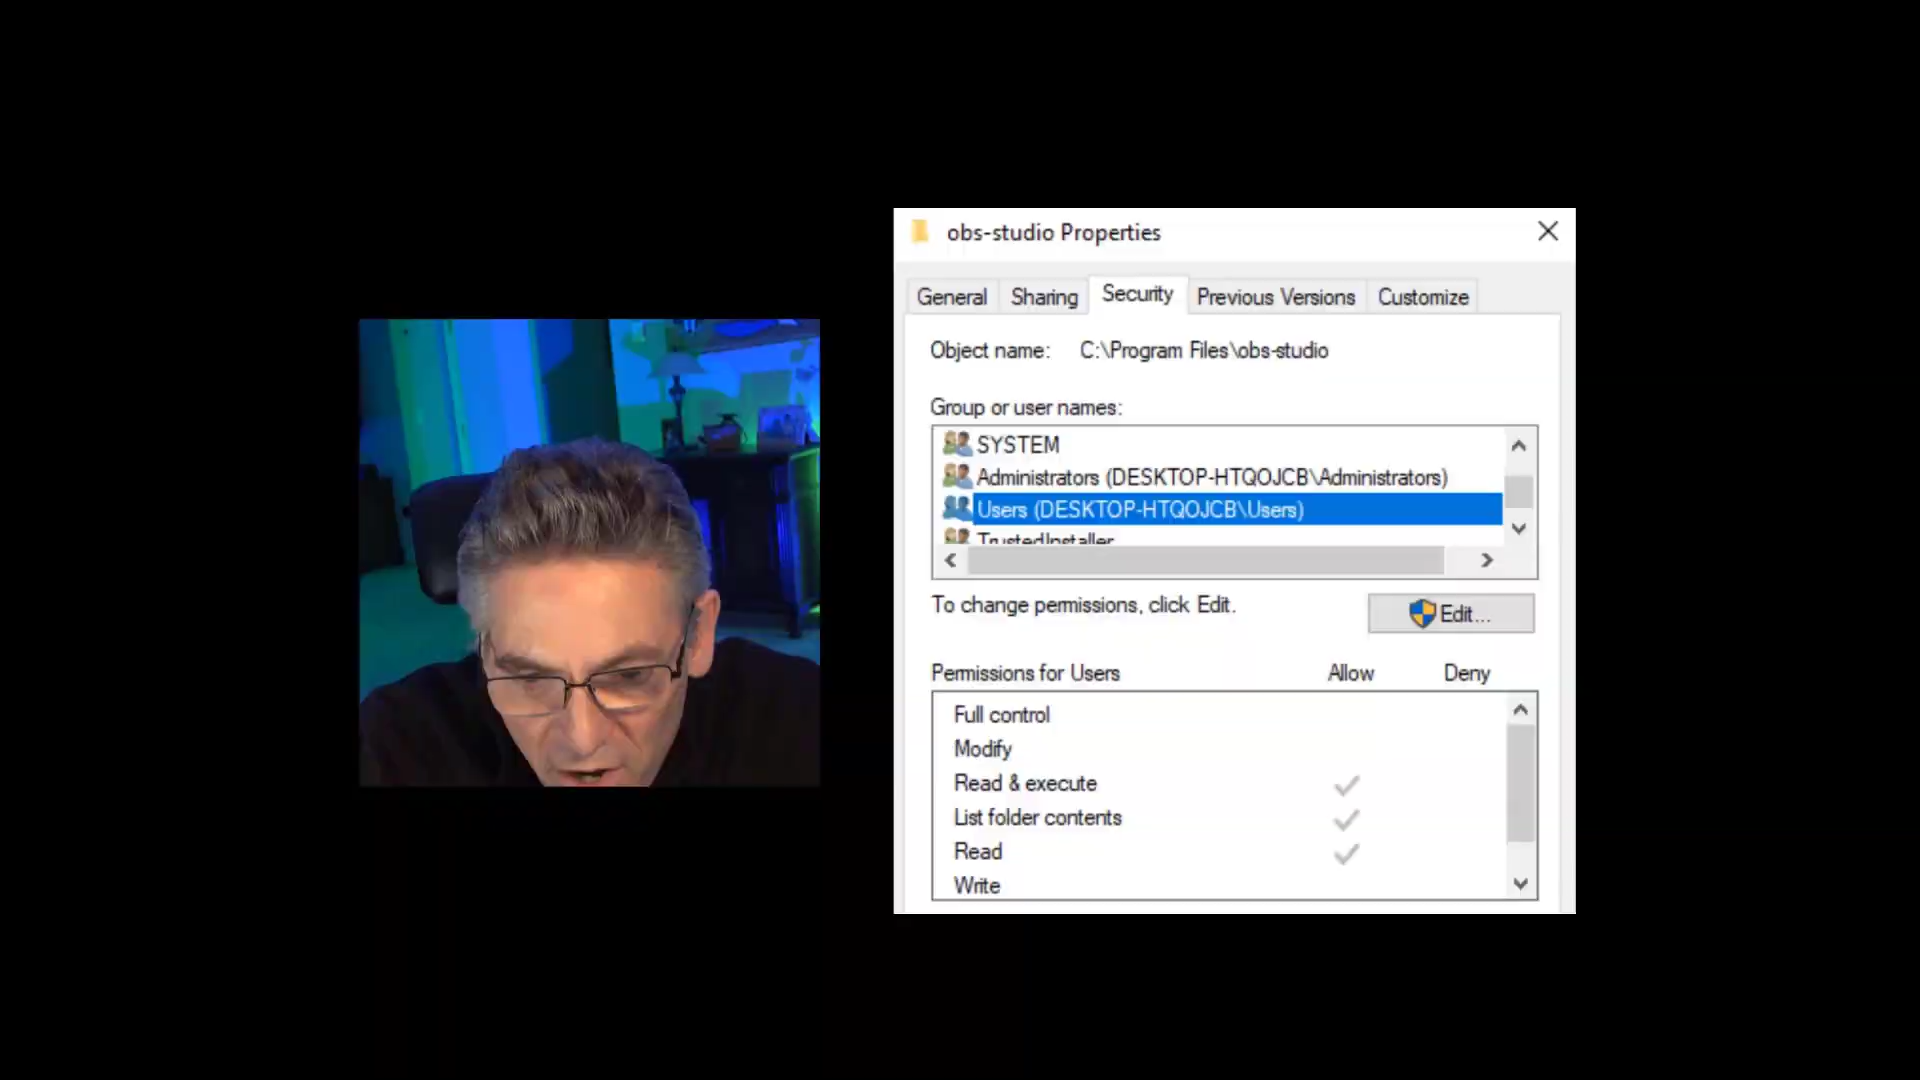 obs-studio Properties
General Sharing Security Previous Versions Customize
Object name: C:\Program Files\obs-studio
Group or user names:
SYSTEM
Administrators (DESKTOP-HTQOJCB\Administrators)
Users (DESKTOP-HTQOJCB\Users)
TrustedInstaller
To change permissions, click Edit.
Edit...
Permissions for Users Allow Deny
Full control
Modify
Read & execute
List folder contents
Read
Write